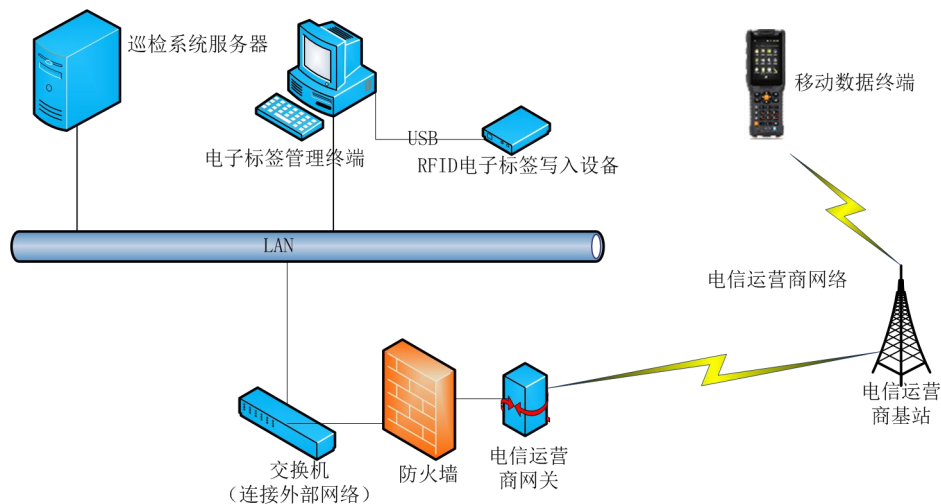 巡检系统服务器
移动数据终端
USB
电子标签管理终端
RFID电子标签写入设备
LAN
电信运营商网络
电信运营
商基站
交换机
（连接外部网络）
防火墙
电信运营
商网关